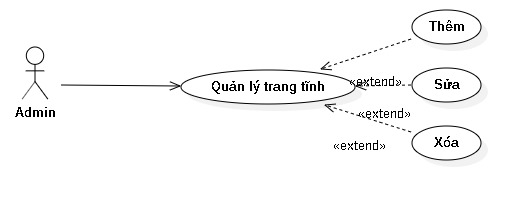 Thêm
Quản lý trang tĩnh
«extend»
Sửa
Admin
«extend»
Xóa
«extend»